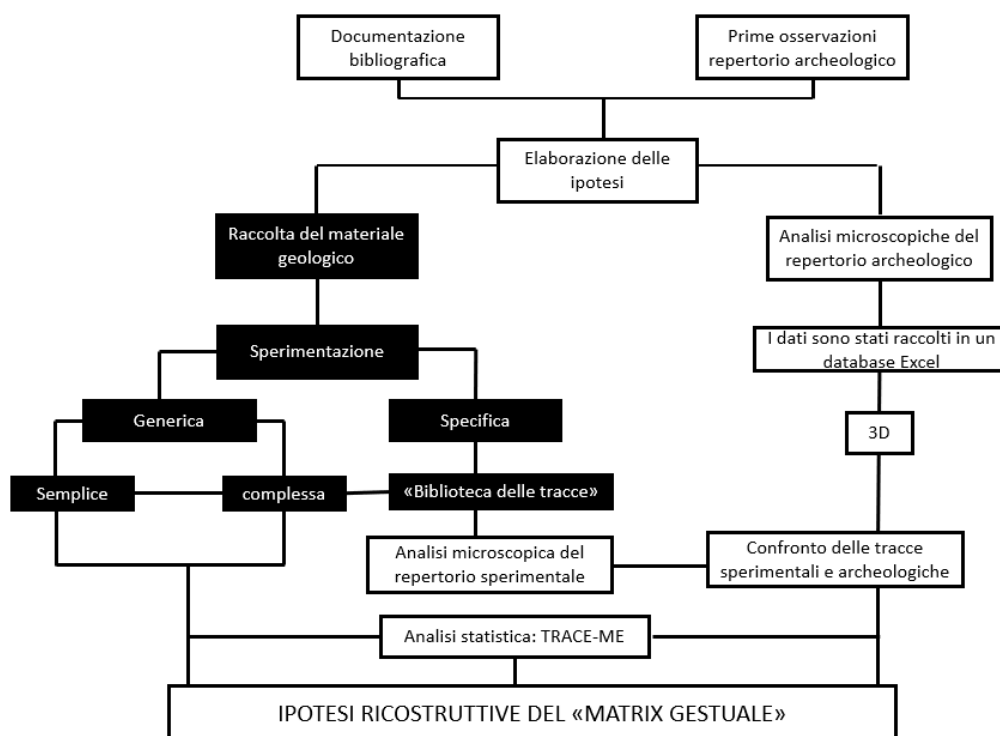 Documentazione
bibliografica
Prime osservazioni
repertorio archeologico
Elaborazione delle
ipotesi
Raccolta del materiale
geologico
Analisi microscopiche del
repertorio archeologico
Sperimentazione
I dati sono stati raccolti in un
database Excel
Generica
Specifica
3D
Semplice
complessa
«Biblioteca delle tracce»
Analisi microscopica del
repertorio sperimentale
Confronto delle tracce
sperimentali e archeologiche
Analisi statistica: TRACE-ME
IPOTESI RICOSTRUTTIVE DEL «MATRIX GESTUALE»